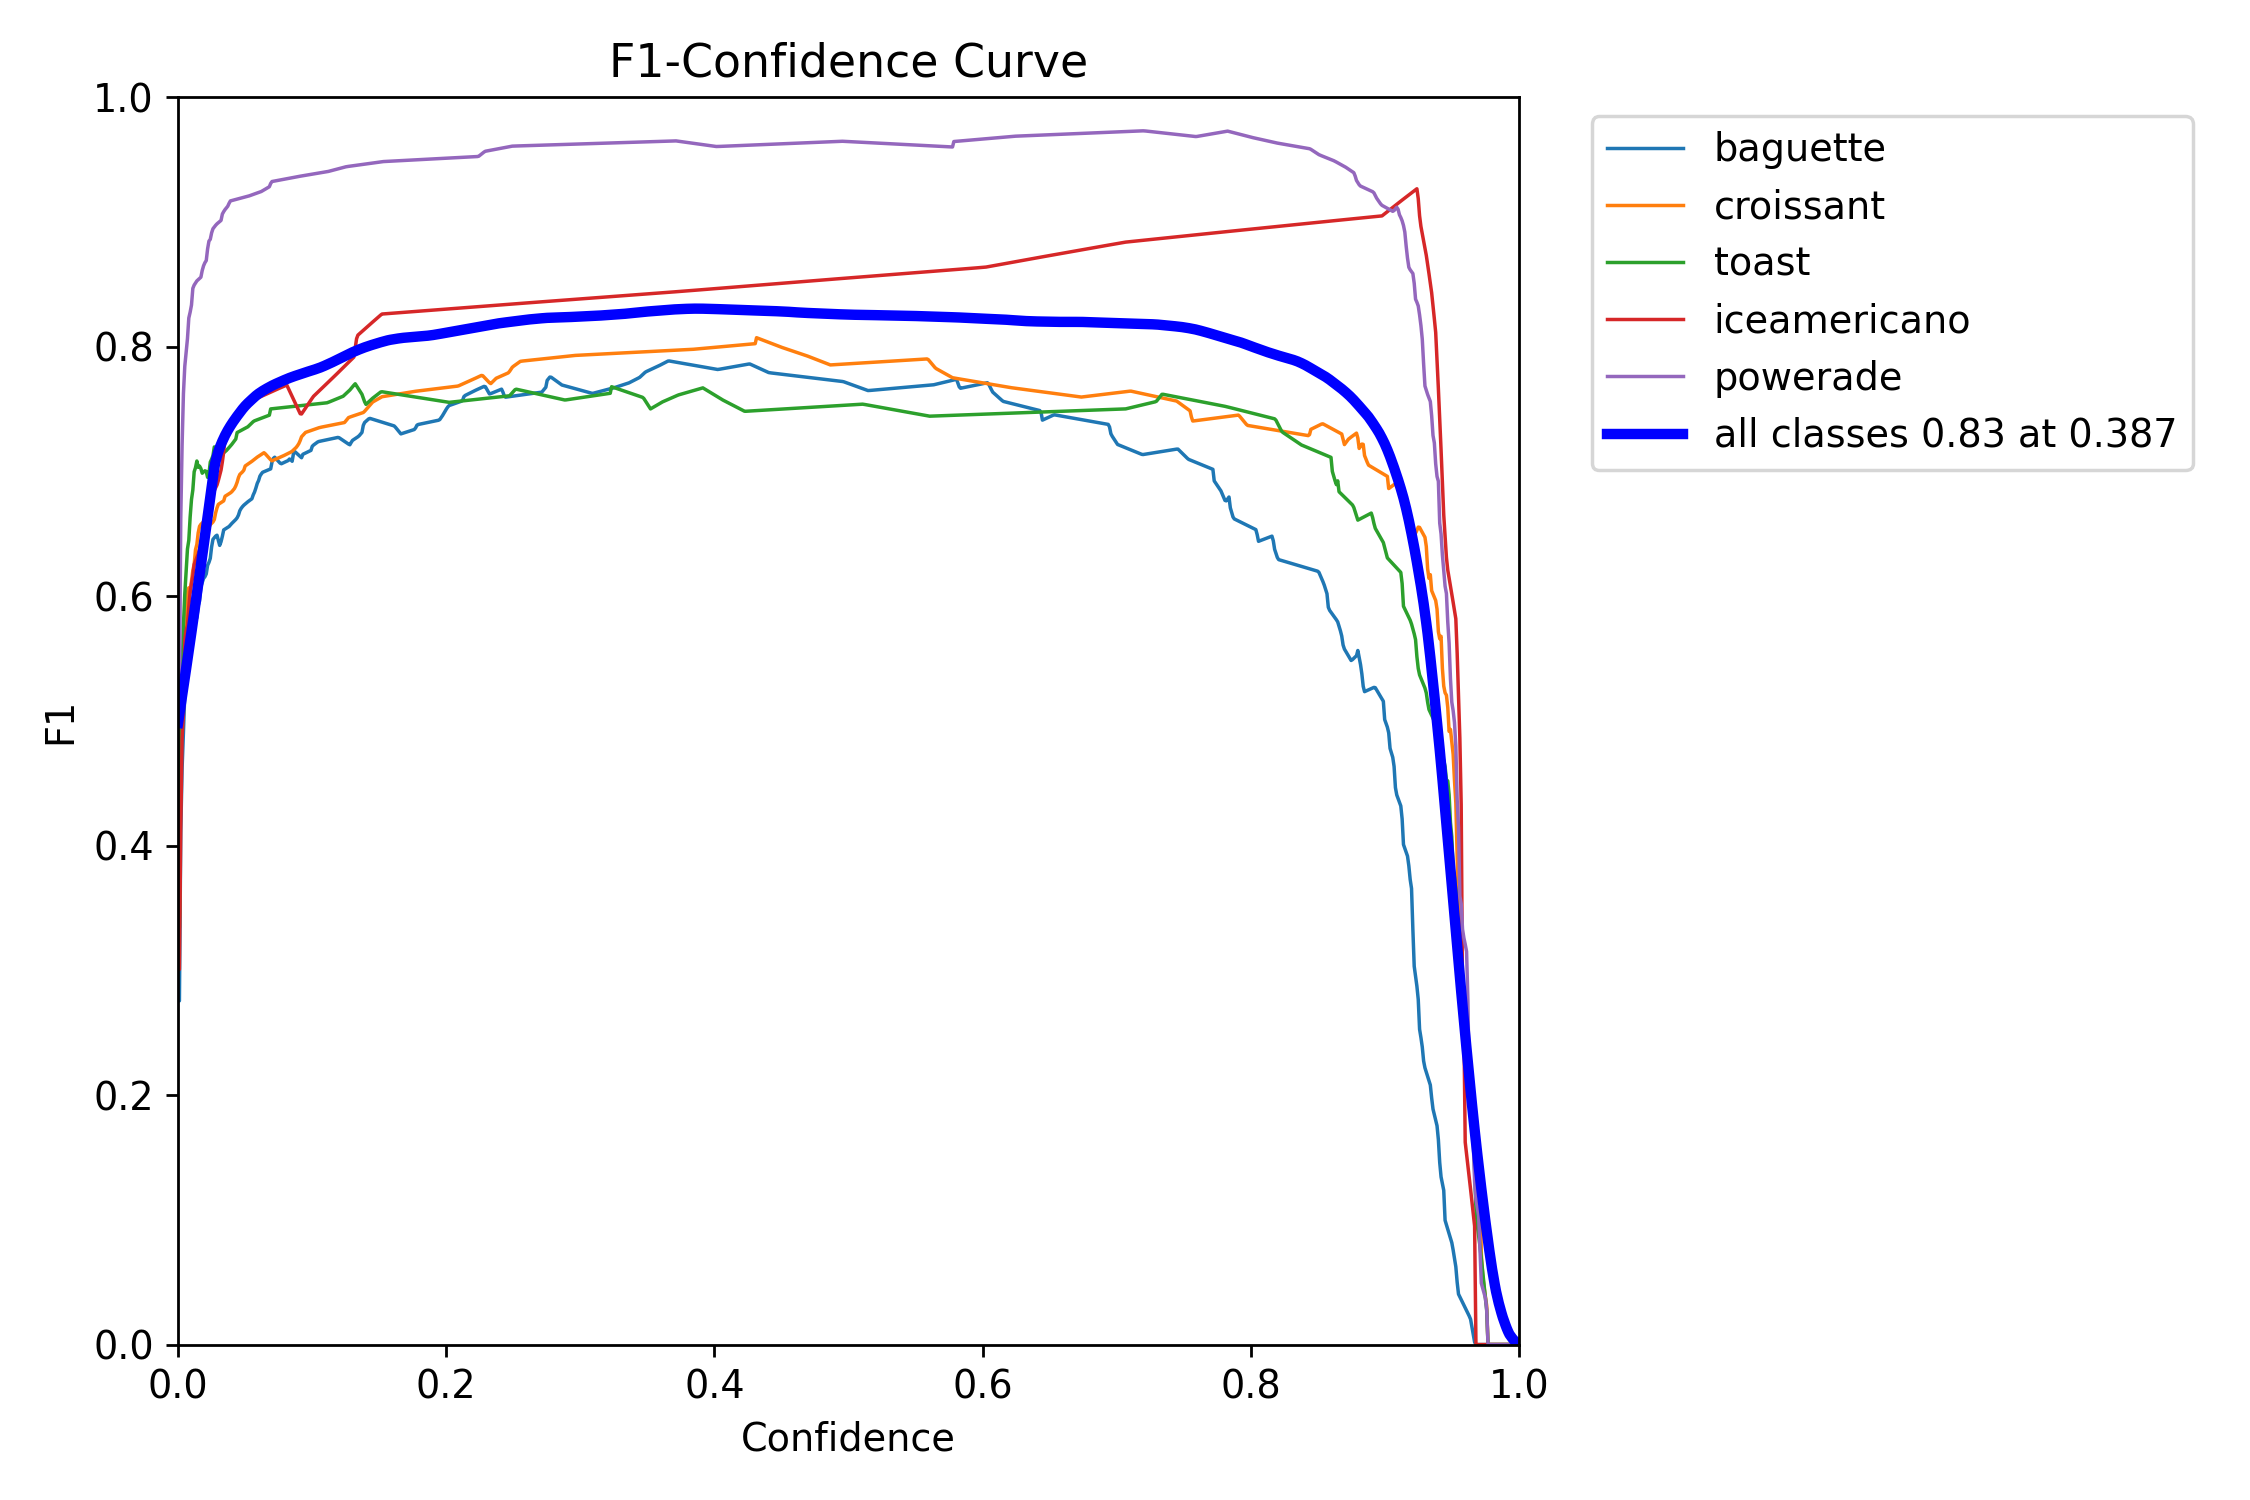 F1-Confidence Curve
1.0
0.8
0.6
0.4
0.2
0.0
F1
0.0 0.2 0.4 0.6 0.8 1.0
Confidence
baguette
croissant
toast
iceamericano
powerade
all classes 0.83 at 0.387